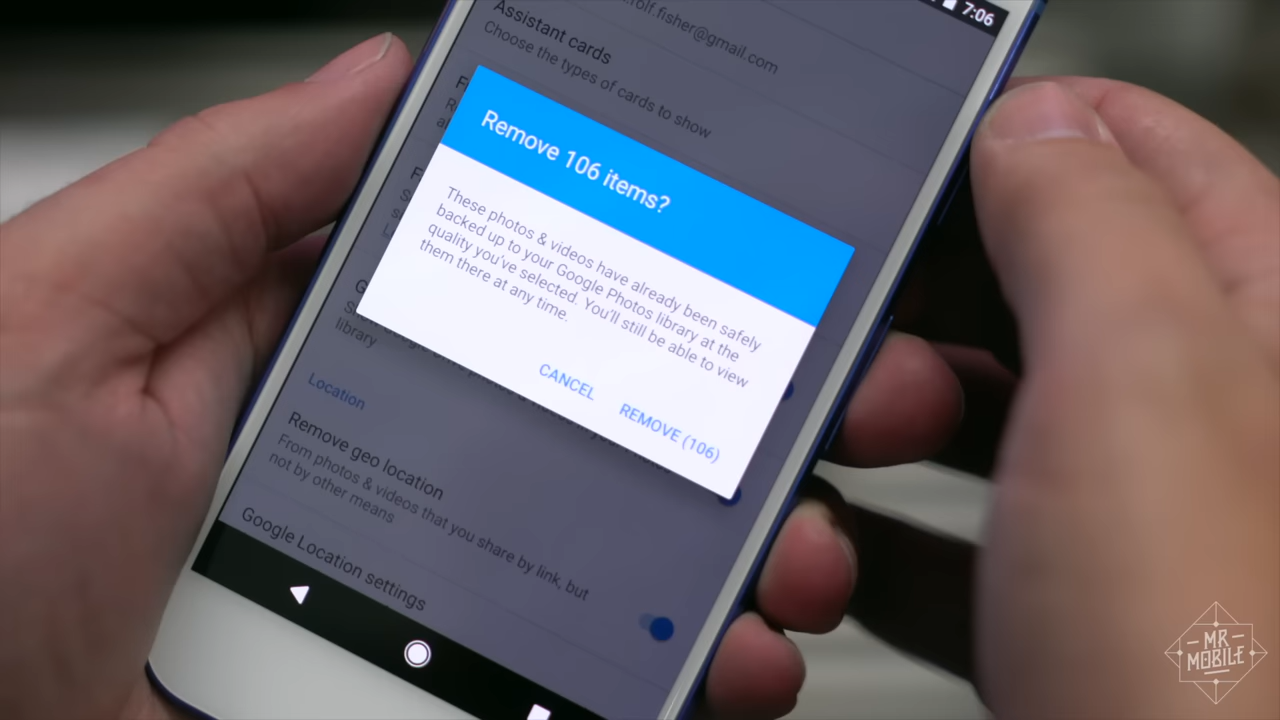 7:06
rolf.fisher@gmail.com
Assistant cards
Choose the types of cards to show
Remove 106 items?
These photos & videos have already been safely
backed up to your Google Photos library at the
quality you've selected. You'll still be able to view
them there at any time.
CANCEL
REMOVE (106)
library
Location
Remove geo location
From photos & videos that you share by link, but
not by other means
Google Location settings
MR
MOBILE